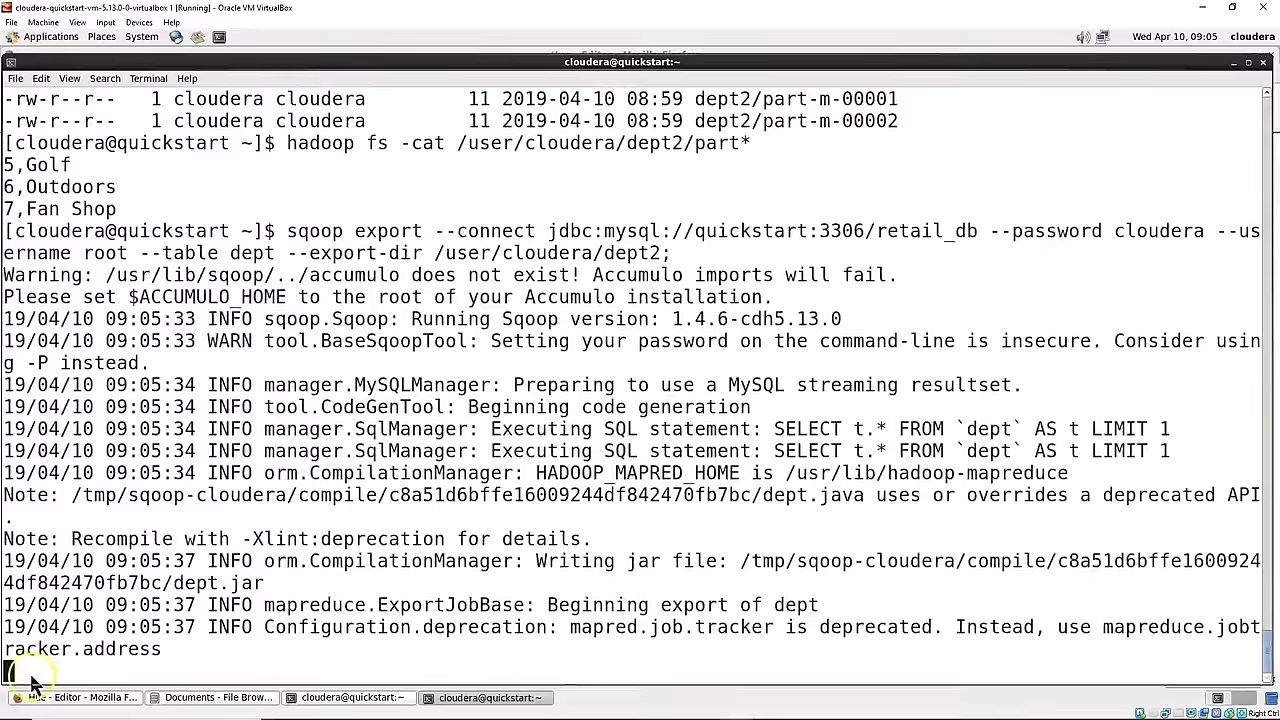 cloudera-quickstart-vm-5.13.0-0-virtualbox 1 [Running] - Oracle VM VirtualBox
File Machine View Input Devices Help
Applications Places System Wed Apr 10, 09:05 cloudera
cloudera@quickstart:~
File Edit View Search Terminal Help
-rw-r--r-- 1 cloudera cloudera 11 2019-04-10 08:59 dept2/part-m-00001
-rw-r--r-- 1 cloudera cloudera 11 2019-04-10 08:59 dept2/part-m-00002
[cloudera@quickstart ~]$ hadoop fs -cat /user/cloudera/dept2/part*
5,Golf
6,Outdoors
7,Fan Shop
[cloudera@quickstart ~]$ sqoop export --connect jdbc:mysql://quickstart:3306/retail_db --password cloudera --us
ername root --table dept --export-dir /user/cloudera/dept2;
Warning: /usr/lib/sqoop/../accumulo does not exist! Accumulo imports will fail.
Please set $ACCUMULO_HOME to the root of your Accumulo installation.
19/04/10 09:05:33 INFO sqoop.Sqoop: Running Sqoop version: 1.4.6-cdh5.13.0
19/04/10 09:05:33 WARN tool.BaseSqoopTool: Setting your password on the command-line is insecure. Consider usin
g -P instead.
19/04/10 09:05:34 INFO manager.MySQLManager: Preparing to use a MySQL streaming resultset.
19/04/10 09:05:34 INFO tool.CodeGenTool: Beginning code generation
19/04/10 09:05:34 INFO manager.SqlManager: Executing SQL statement: SELECT t.* FROM `dept` AS t LIMIT 1
19/04/10 09:05:34 INFO manager.SqlManager: Executing SQL statement: SELECT t.* FROM `dept` AS t LIMIT 1
19/04/10 09:05:34 INFO orm.CompilationManager: HADOOP_MAPRED_HOME is /usr/lib/hadoop-mapreduce
Note: /tmp/sqoop-cloudera/compile/c8a51d6bffe16009244df842470fb7bc/dept.java uses or overrides a deprecated API
.
Note: Recompile with -Xlint:deprecation for details.
19/04/10 09:05:37 INFO orm.CompilationManager: Writing jar file: /tmp/sqoop-cloudera/compile/c8a51d6bffe1600924
4df842470fb7bc/dept.jar
19/04/10 09:05:37 INFO mapreduce.ExportJobBase: Beginning export of dept
19/04/10 09:05:37 INFO Configuration.deprecation: mapred.job.tracker is deprecated. Instead, use mapreduce.jobt
racker.address
- Editor - Mozilla F... Documents - File Brow... cloudera@quickstart:~ cloudera@quickstart:~
Right Ctrl